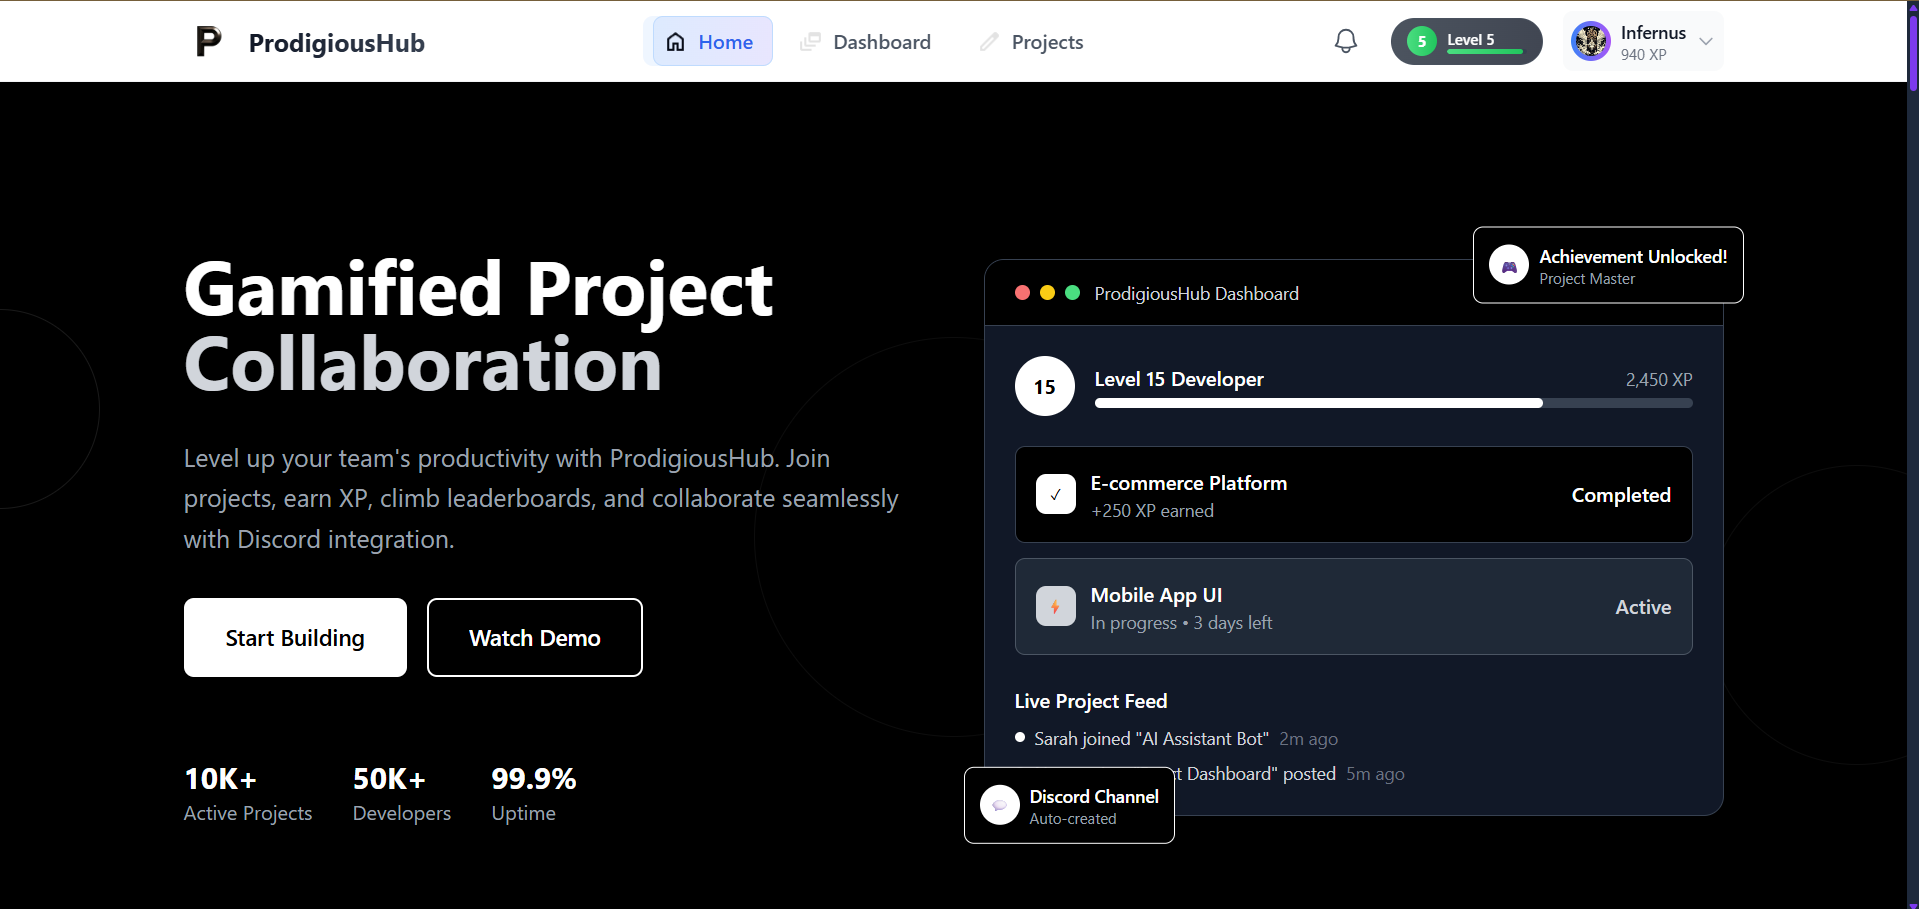 P ProdigiousHub
Home
Dashboard
Projects
5 Level 5
Infernus
940 XP
Gamified Project
Collaboration
Level up your team's productivity with ProdigiousHub. Join
projects, earn XP, climb leaderboards, and collaborate seamlessly
with Discord integration.
Start Building
Watch Demo
10K+
Active Projects
50K+
Developers
99.9%
Uptime
ProdigiousHub Dashboard
Achievement Unlocked!
Project Master
15
Level 15 Developer
2,450 XP
E-commerce Platform
+250 XP earned
Completed
Mobile App UI
In progress • 3 days left
Active
Live Project Feed
Sarah joined "AI Assistant Bot" 2m ago
Dashboard" posted 5m ago
Discord Channel
Auto-created